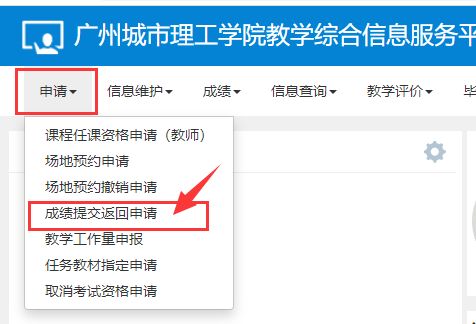 广州城市理工学院教学综合信息服务平
申请 信息维护 成绩 信息查询 教学评价
课程任课资格申请（教师）
场地预约申请
场地预约撤销申请
成绩提交返回申请
教学工作量申报
任务教材指定申请
取消考试资格申请